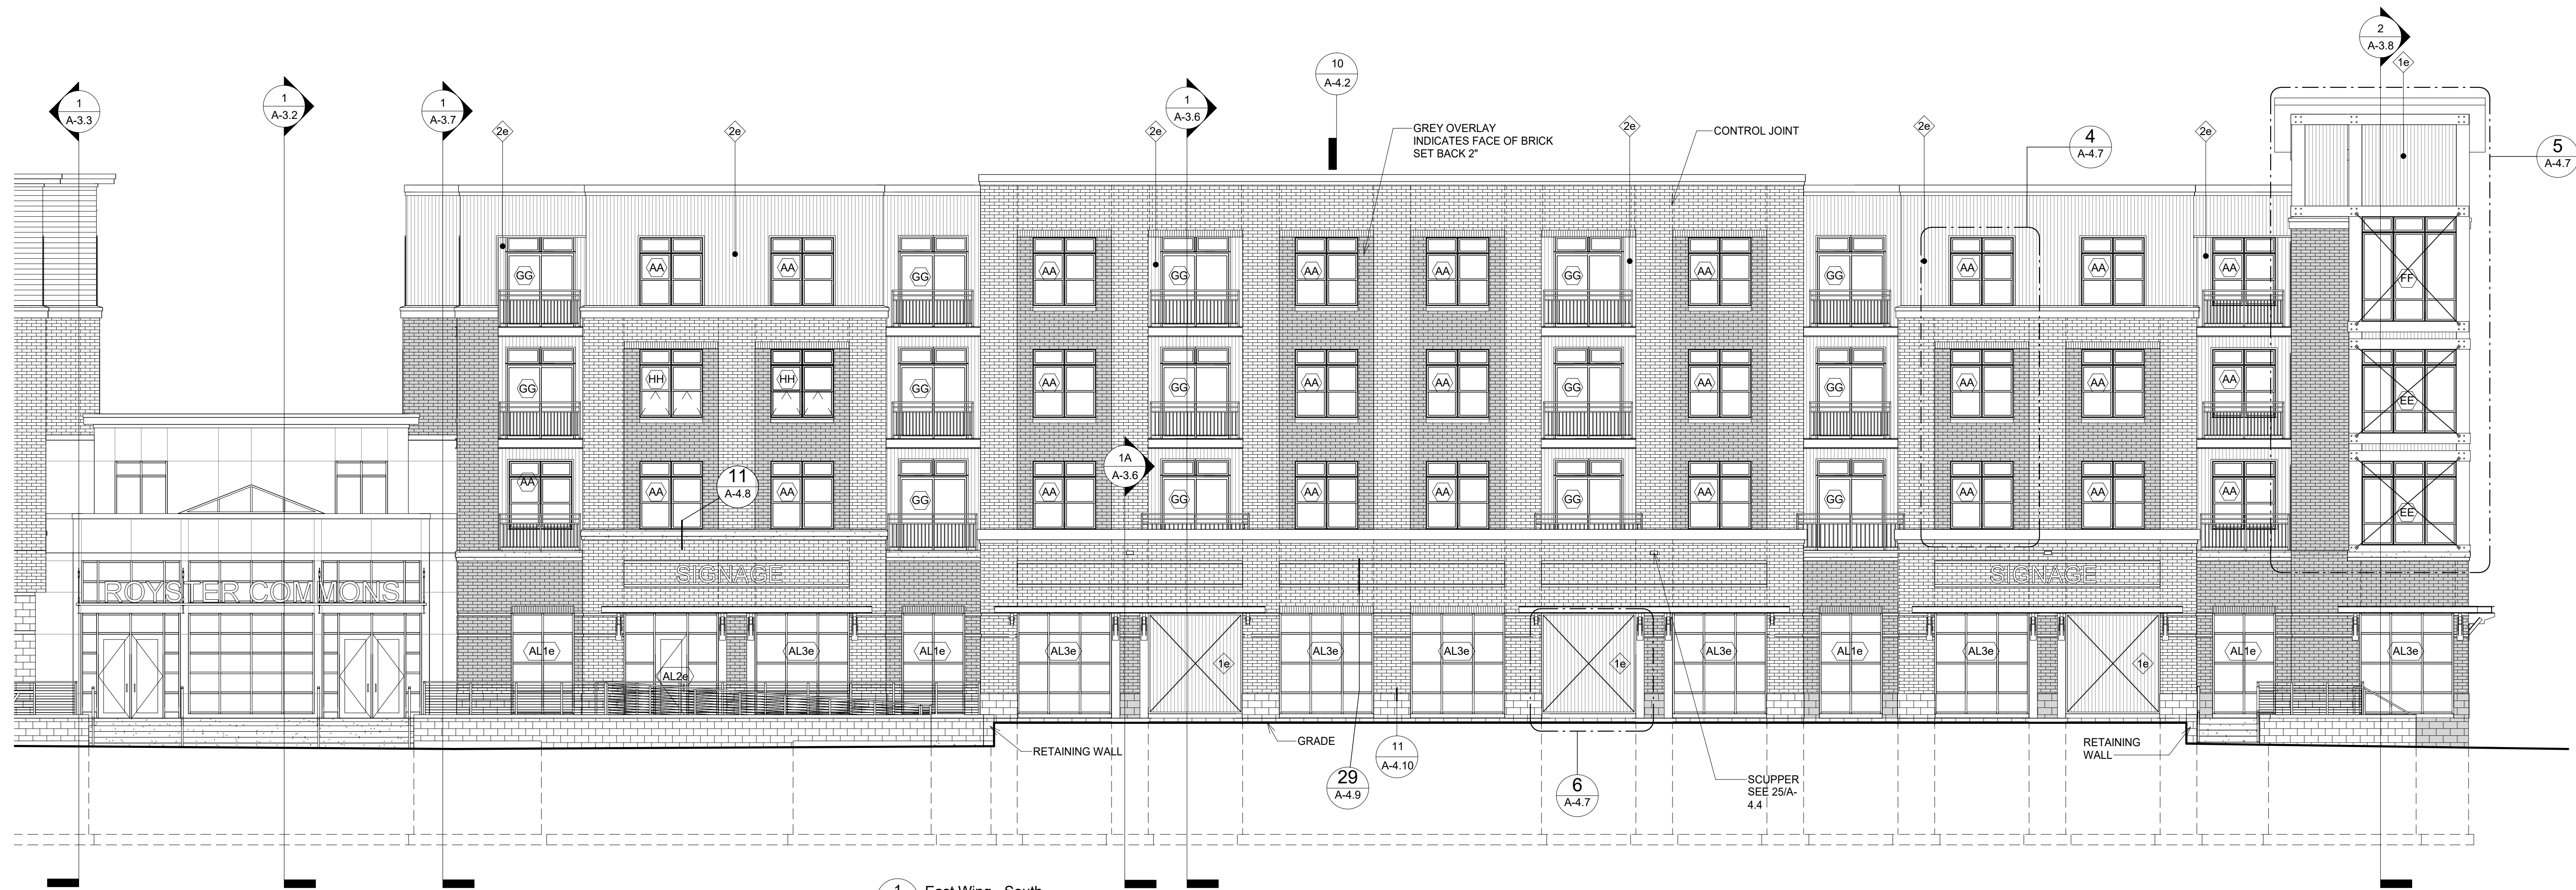 2
A-3.8
1e
10
A-4.2
1
A-3.3
1
A-3.2
1
A-3.7
1
A-3.6
2e
2e
2e
GREY OVERLAY
INDICATES FACE OF BRICK
SET BACK 2"
2e
CONTROL JOINT
2e
4
A-4.7
2e
5
A-4.7
GG
AA
AA
GG
AA
GG
AA
AA
GG
AA
GG
AA
AA
AA
FF
GG
HH
HH
GG
AA
GG
AA
AA
GG
AA
GG
AA
AA
AA
EE
1A
A-3.6
AA
AA
11
A-4.8
AA
GG
AA
GG
AA
AA
GG
AA
GG
AA
AA
AA
EE
ROYSTER COMMONS
SIGNAGE
SIGNAGE
AL1e
AL2e
AL3e
AL1e
AL3e
1e
AL3e
AL3e
1e
AL3e
AL1e
AL3e
1e
AL1e
AL3e
RETAINING WALL
GRADE
11
A-4.10
29
A-4.9
6
A-4.7
SCUPPER
SEE 25/A-
4.4
RETAINING
WALL
1
East Wing - South